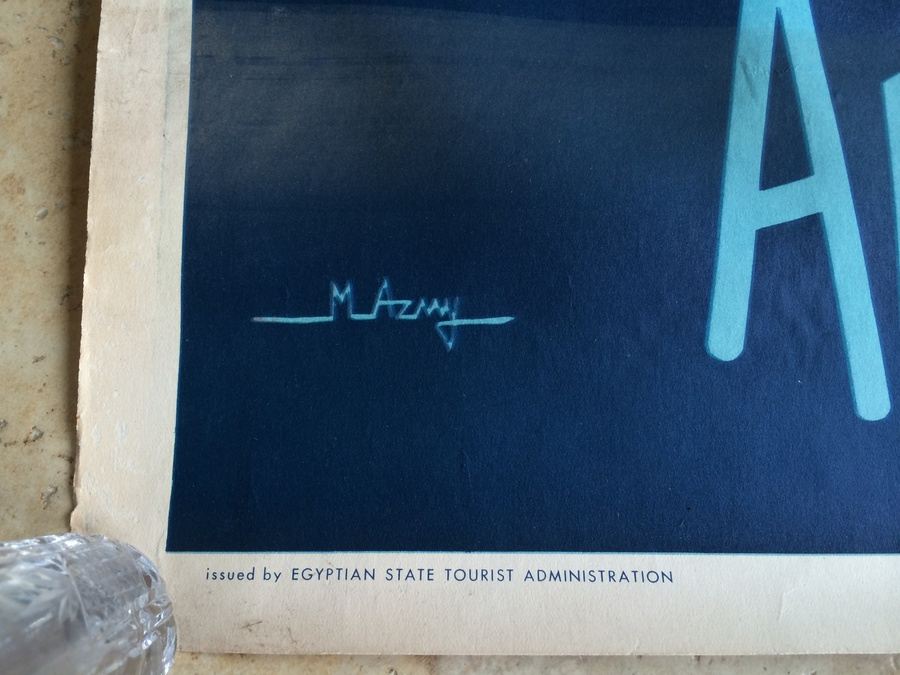 A
M Azmy
issued by EGYPTIAN STATE TOURIST ADMINISTRATION